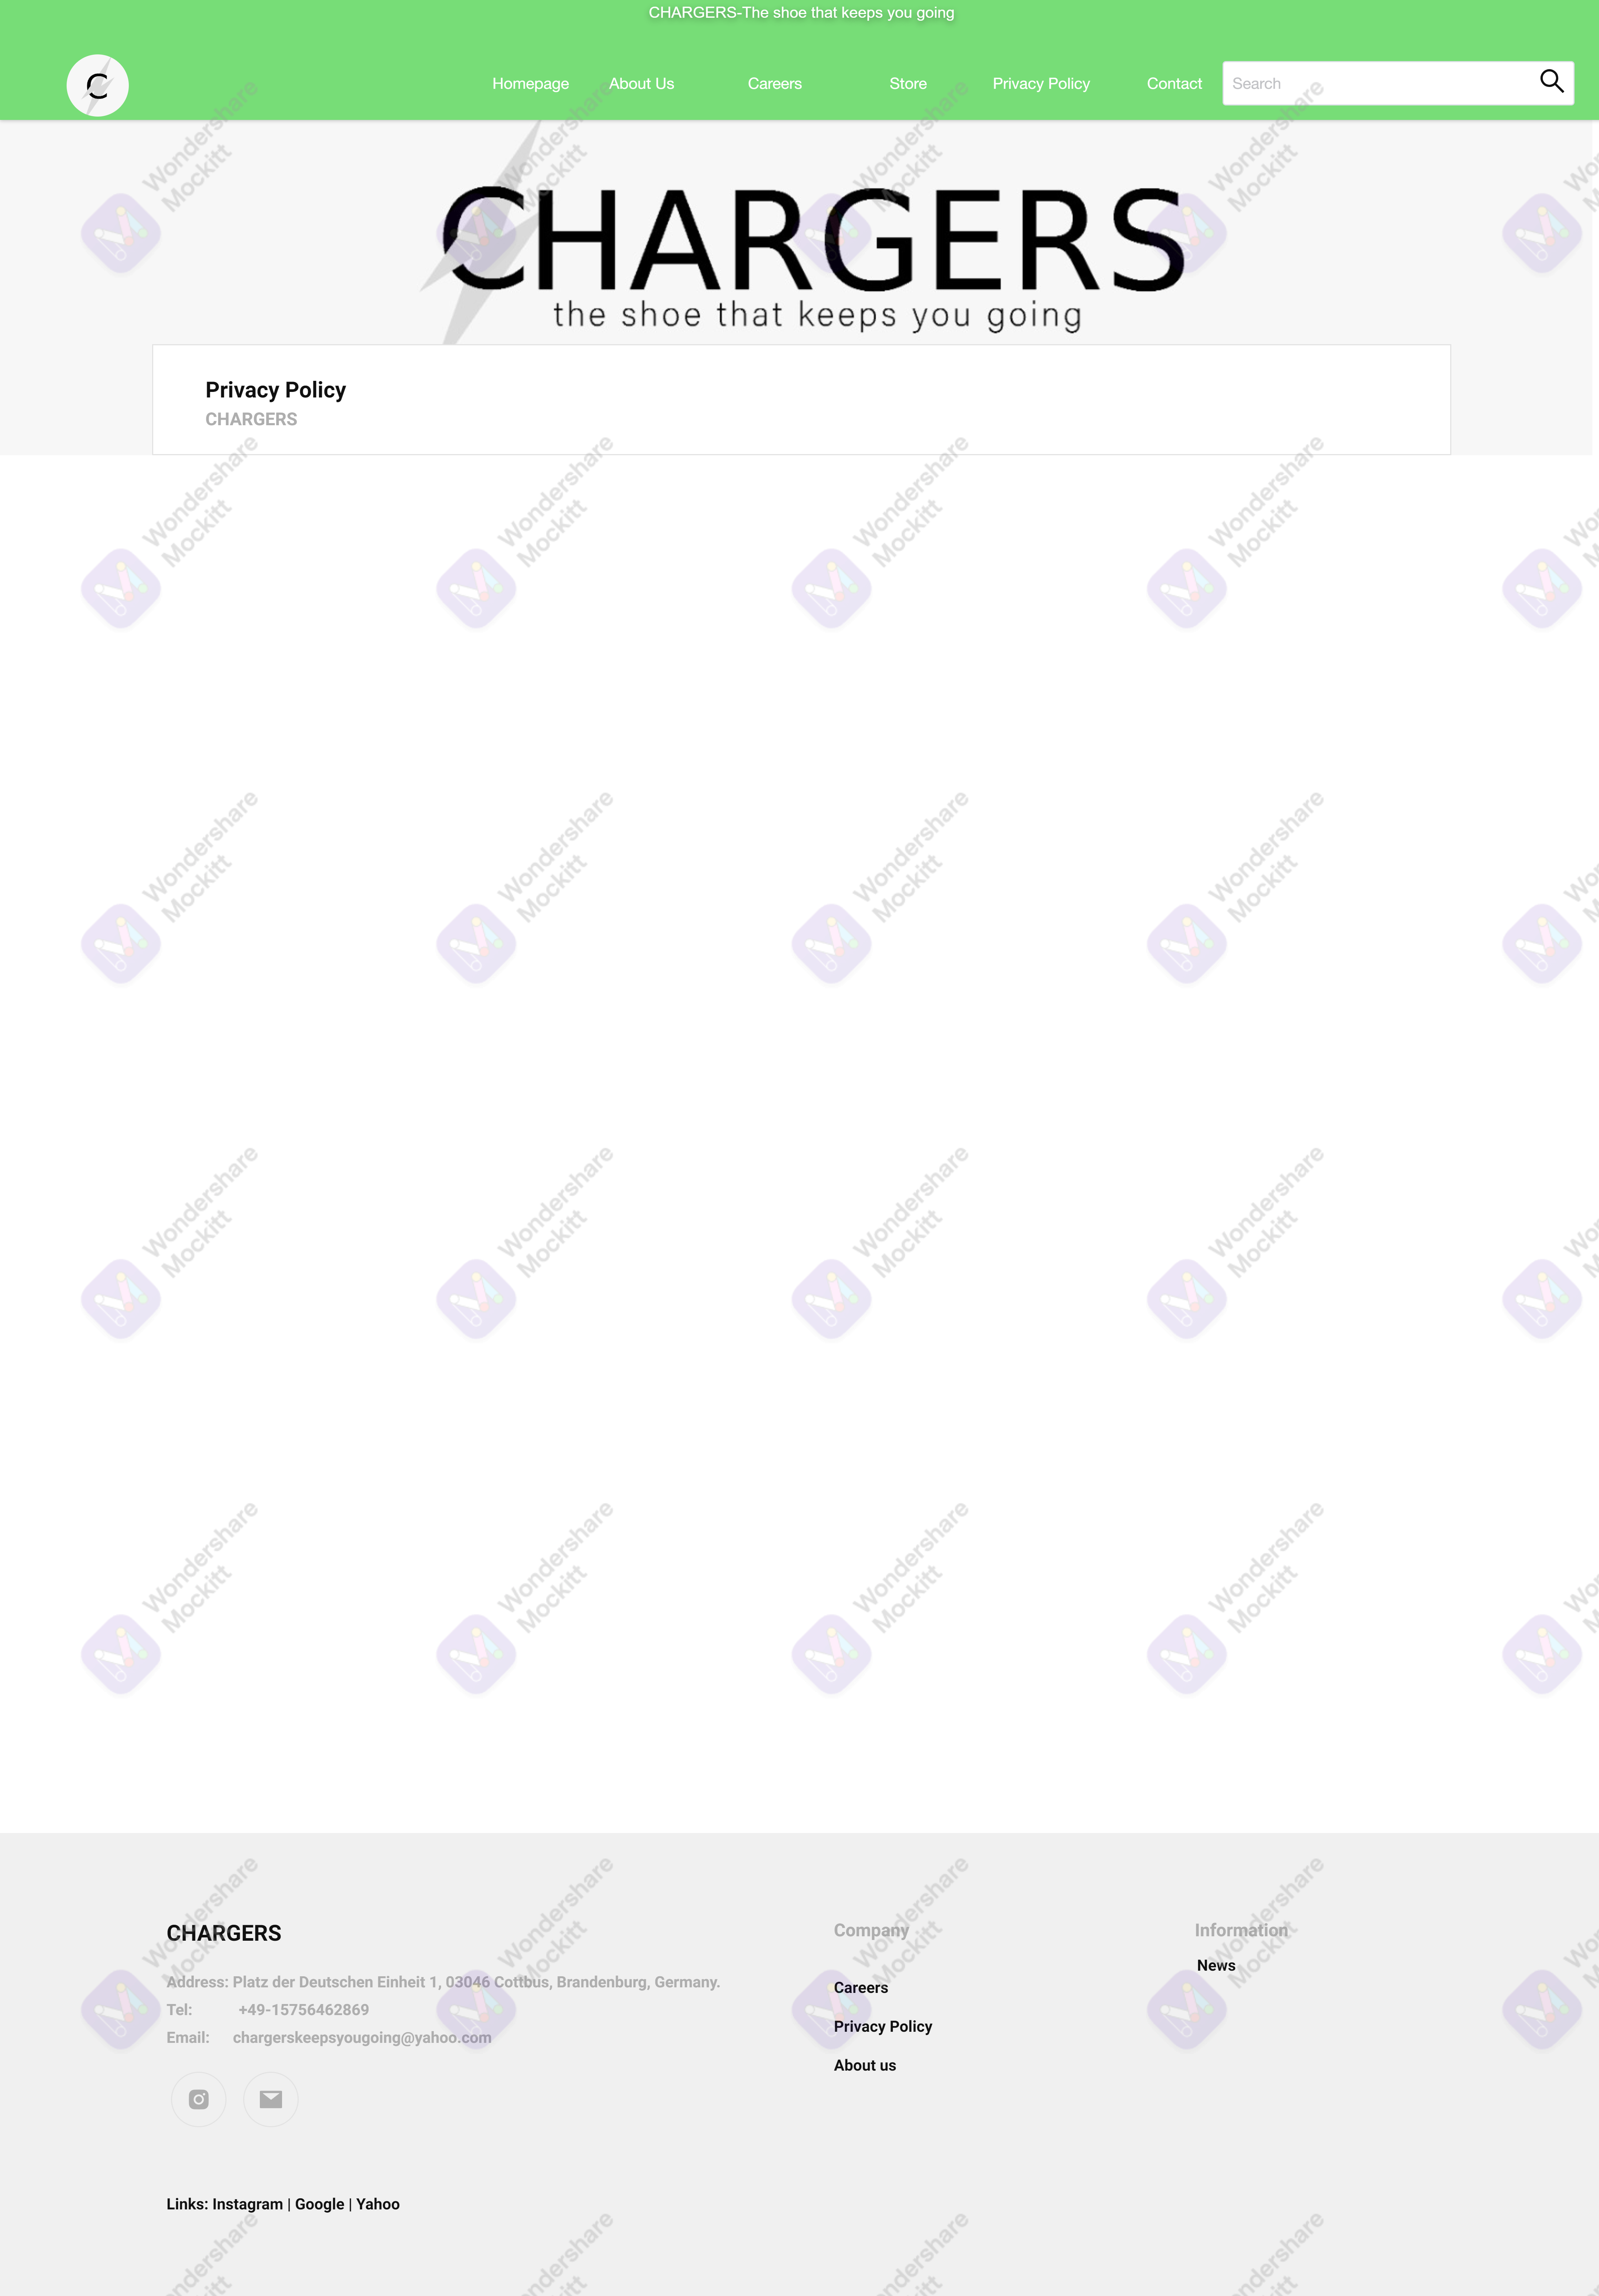 CHARGERS-The shoe that keeps you going
C
Homepage
About Us
Careers
Store
Privacy Policy
Contact
Search
CHARGERS
the shoe that keeps you going
Privacy Policy
CHARGERS
Wondershare
Mockitt
CHARGERS
Address: Platz der Deutschen Einheit 1, 03046 Cottbus, Brandenburg, Germany.
Tel: +49-15756462869
Email: chargerskeepsyougoing@yahoo.com
Company
Careers
Privacy Policy
About us
Information
News
Links: Instagram | Google | Yahoo